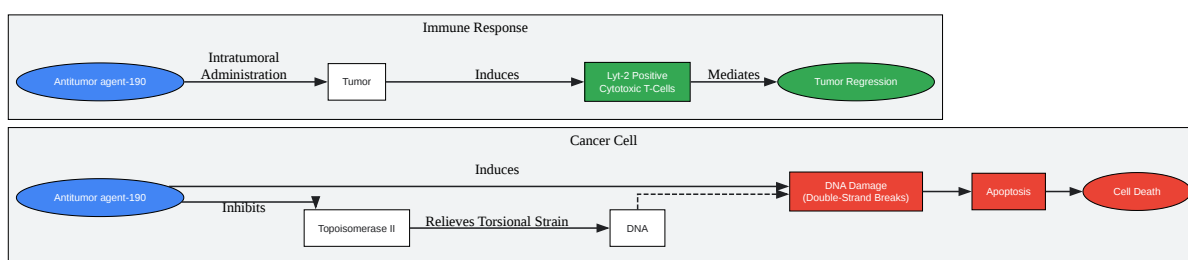 Immune Response
Antitumor agent-190
Intratumoral
Administration
Tumor
Induces
Lyt-2 Positive
Cytotoxic T-Cells
Mediates
Tumor Regression
Cancer Cell
Antitumor agent-190
Induces
Inhibits
Topoisomerase II
Relieves Torsional Strain
DNA
DNA Damage
(Double-Strand Breaks)
Apoptosis
Cell Death